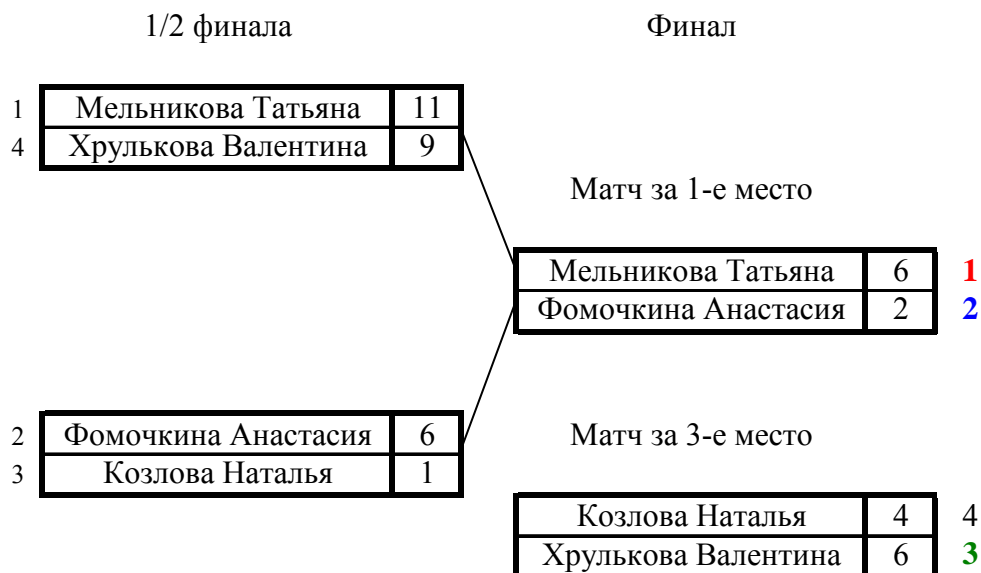 1/2 финала Финал
1 Мельникова Татьяна 11
4 Хрулькова Валентина 9
Матч за 1-е место
Мельникова Татьяна 6 1
Фомочкина Анастасия 2 2
2 Фомочкина Анастасия 6
Матч за 3-е место
3 Козлова Наталья 1
Козлова Наталья 4 4
Хрулькова Валентина 6 3